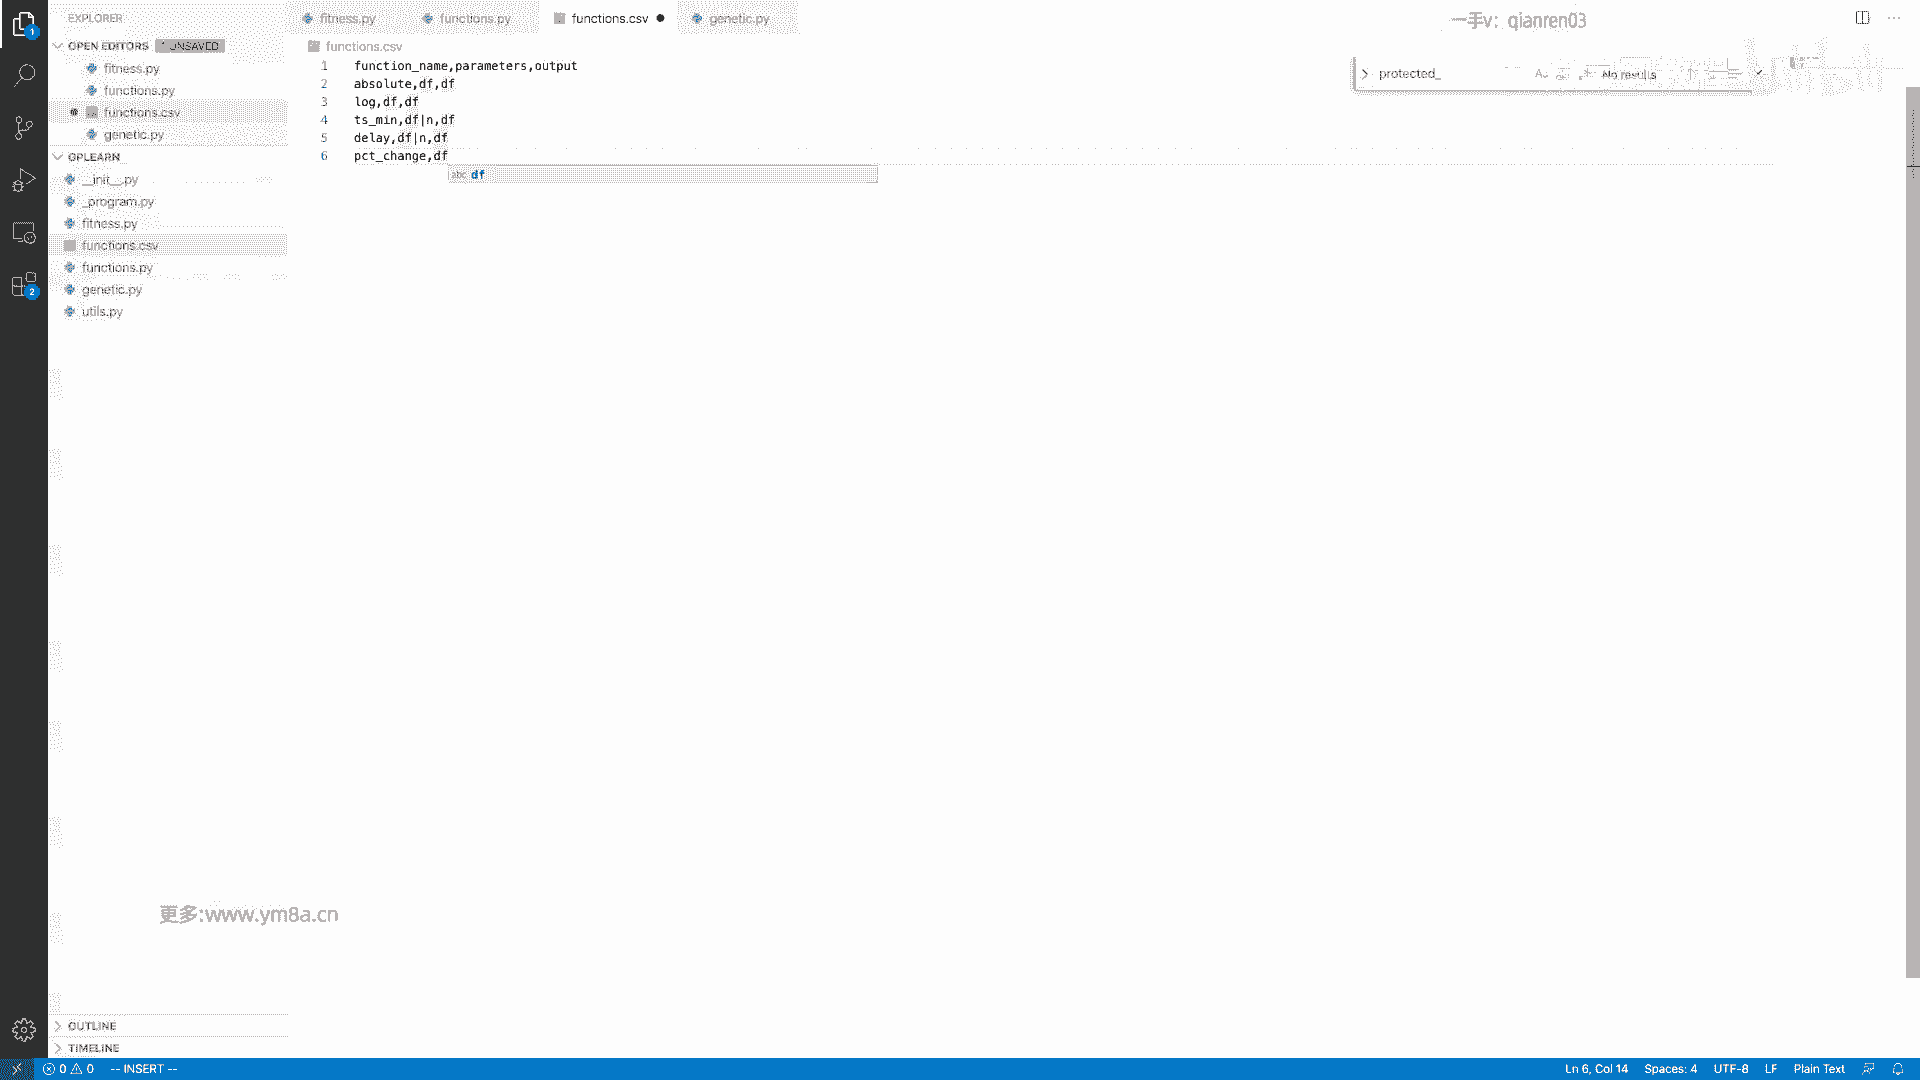 EXPLORER
OPEN EDITORS
1 UNSAVED
fitness.py
functions.py
functions.csv
genetic.py
GPLEARN
__init__.py
_program.py
fitness.py
functions.csv
functions.py
genetic.py
utils.py
OUTLINE
TIMELINE
fitness.py
functions.py
functions.csv
genetic.py
一手v: qianren03
functions.csv
protected_
No results
1 function_name,parameters,output
2 absolute,df,df
3 log,df,df
4 ts_min,df|n,df
5 delay,df|n,df
6 pct_change,df
abc df
更多:www.ym8a.cn
1
2
0 0 -- INSERT --
Ln 6, Col 14 Spaces: 4 UTF-8 LF Plain Text